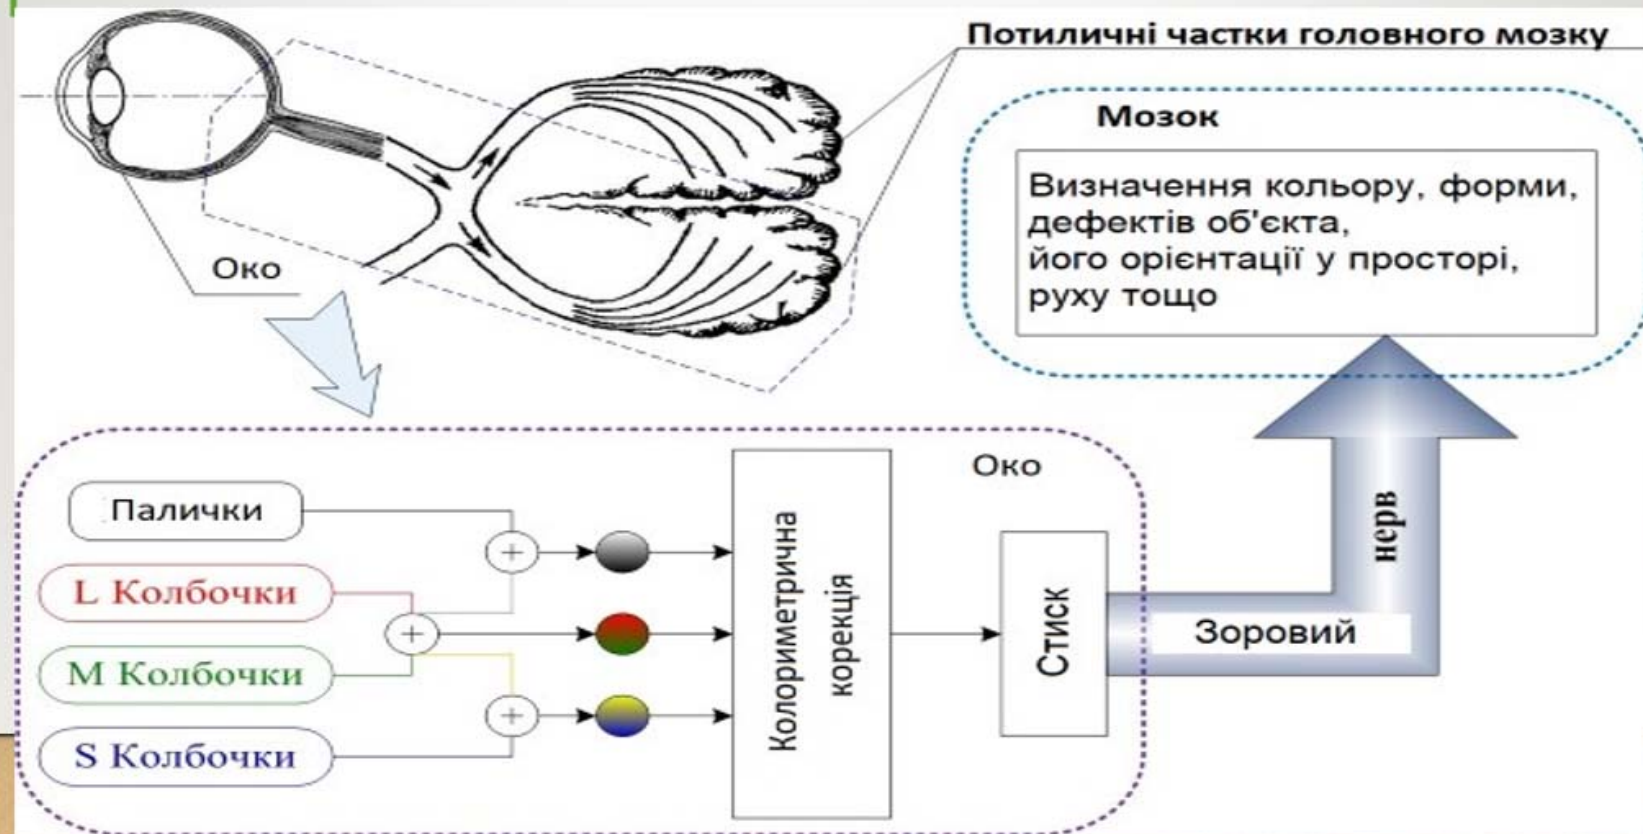 Потиличні частки головного мозку
Мозок
Визначення кольору, форми,
дефектів об'єкта,
його орієнтації у просторі,
руху тощо
Око
Око
Палички
L Колбочки
M Колбочки
S Колбочки
Колориметрична
корекція
Стиск
Зоровий
нерв